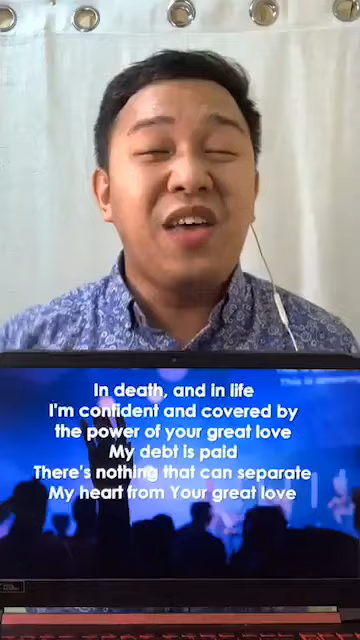 In death, and in life
I'm confident and covered by
the power of your great love
My debt is paid
There's nothing that can separate
My heart from Your great love